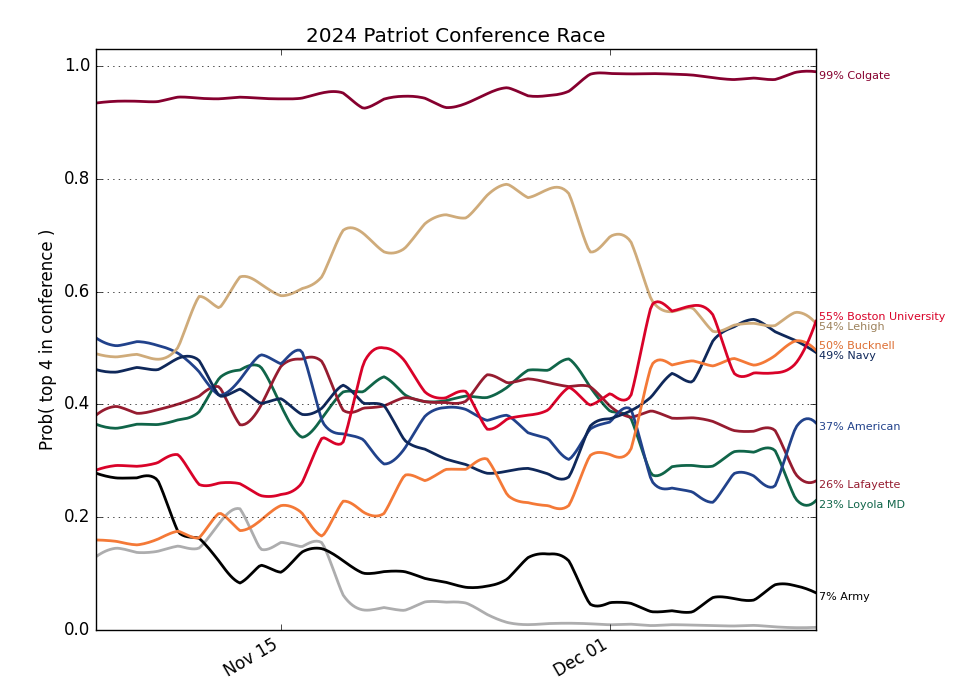 2024 Patriot Conference Race
Prob( top 4 in conference )
1.0
0.8
0.6
0.4
0.2
0.0
Nov 15
Dec 01
99% Colgate
55% Boston University
54% Lehigh
50% Bucknell
49% Navy
37% American
26% Lafayette
23% Loyola MD
7% Army